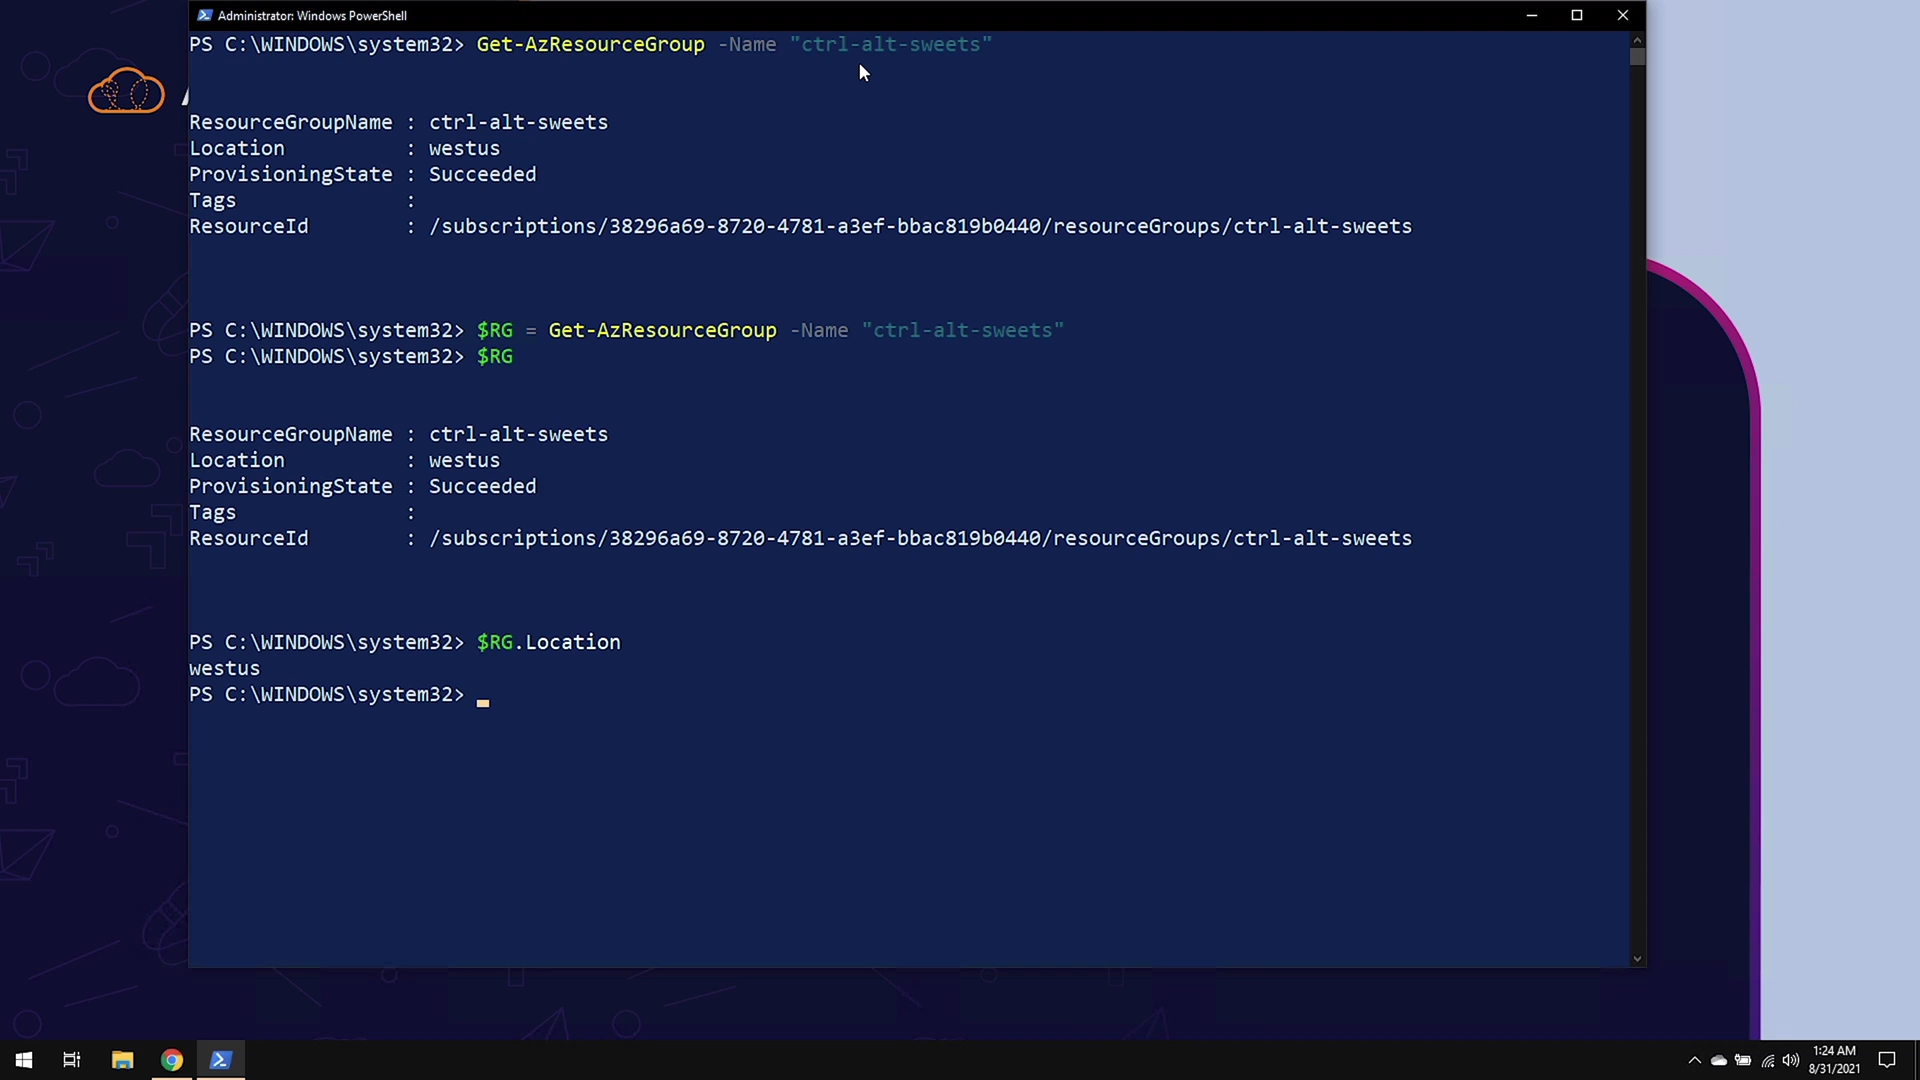 Administrator: Windows PowerShell
PS C:\WINDOWS\system32> Get-AzResourceGroup -Name "ctrl-alt-sweets"
ResourceGroupName : ctrl-alt-sweets
Location : westus
ProvisioningState : Succeeded
Tags :
ResourceId : /subscriptions/38296a69-8720-4781-a3ef-bbac819b0440/resourceGroups/ctrl-alt-sweets
PS C:\WINDOWS\system32> $RG = Get-AzResourceGroup -Name "ctrl-alt-sweets"
PS C:\WINDOWS\system32> $RG
ResourceGroupName : ctrl-alt-sweets
Location : westus
ProvisioningState : Succeeded
Tags :
ResourceId : /subscriptions/38296a69-8720-4781-a3ef-bbac819b0440/resourceGroups/ctrl-alt-sweets
PS C:\WINDOWS\system32> $RG.Location
westus
PS C:\WINDOWS\system32>
1:24 AM
8/31/2021